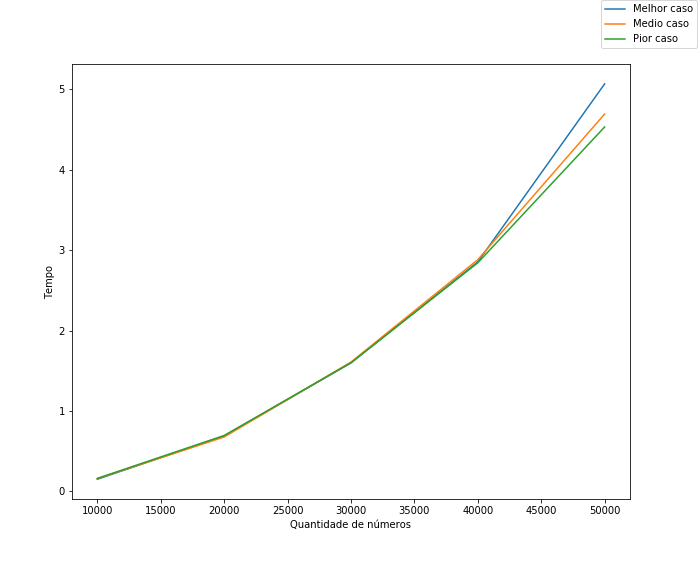 Melhor caso
Medio caso
Pior caso
5
4
3
2
1
0
Tempo
10000 15000 20000 25000 30000 35000 40000 45000 50000
Quantidade de números